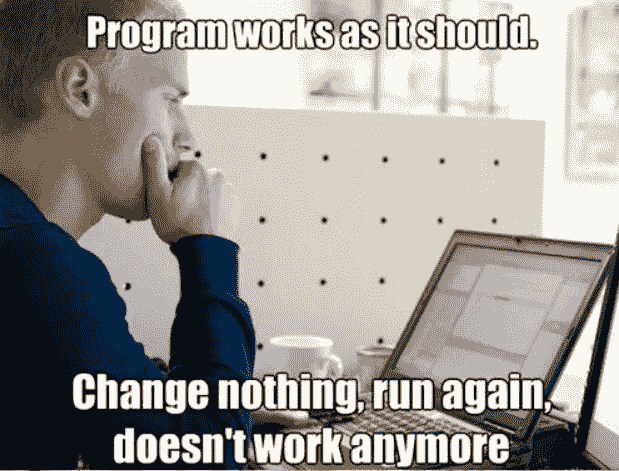 Program works as it should.
Change nothing, run again,
doesn't work anymore